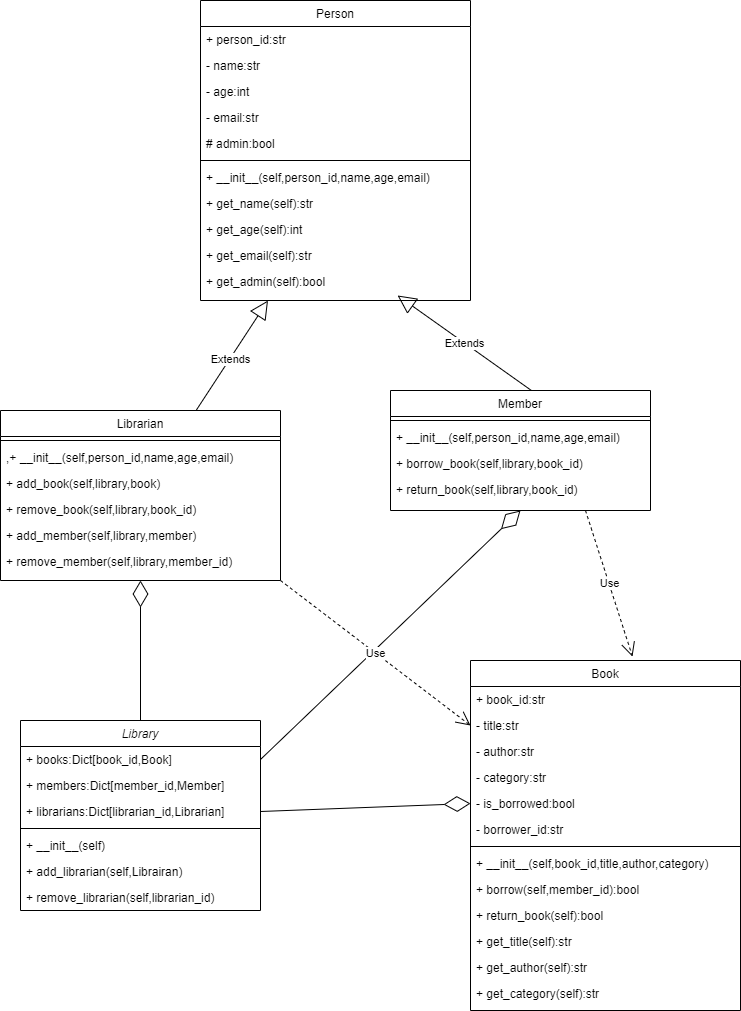 Person
+ person_id:str
- name:str
- age:int
- email:str
# admin:bool
+ __init__(self,person_id,name,age,email)
+ get_name(self):str
+ get_age(self):int
+ get_email(self):str
+ get_admin(self):bool
Extends
Extends
Librarian
,+ __init__(self,person_id,name,age,email)
+ add_book(self,library,book)
+ remove_book(self,library,book_id)
+ add_member(self,library,member)
+ remove_member(self,library,member_id)
Member
+ __init__(self,person_id,name,age,email)
+ borrow_book(self,library,book_id)
+ return_book(self,library,book_id)
Use
Use
Library
+ books:Dict[book_id,Book]
+ members:Dict[member_id,Member]
+ librarians:Dict[librarian_id,Librarian]
+ __init__(self)
+ add_librarian(self,Librairan)
+ remove_librarian(self,librarian_id)
Book
+ book_id:str
- title:str
- author:str
- category:str
- is_borrowed:bool
- borrower_id:str
+ __init__(self,book_id,title,author,category)
+ borrow(self,member_id):bool
+ return_book(self):bool
+ get_title(self):str
+ get_author(self):str
+ get_category(self):str